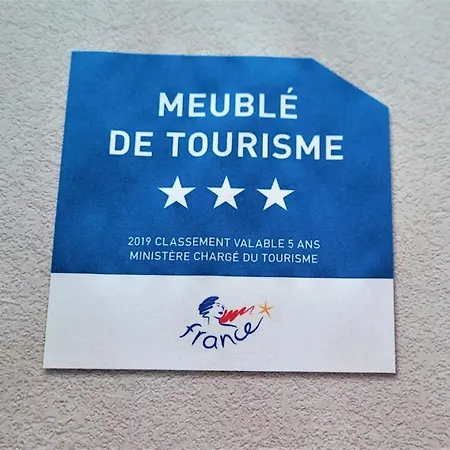 MEUBLÉ
DE TOURISME
2019 CLASSEMENT VALABLE 5 ANS
MINISTÈRE CHARGÉ DU TOURISME
france